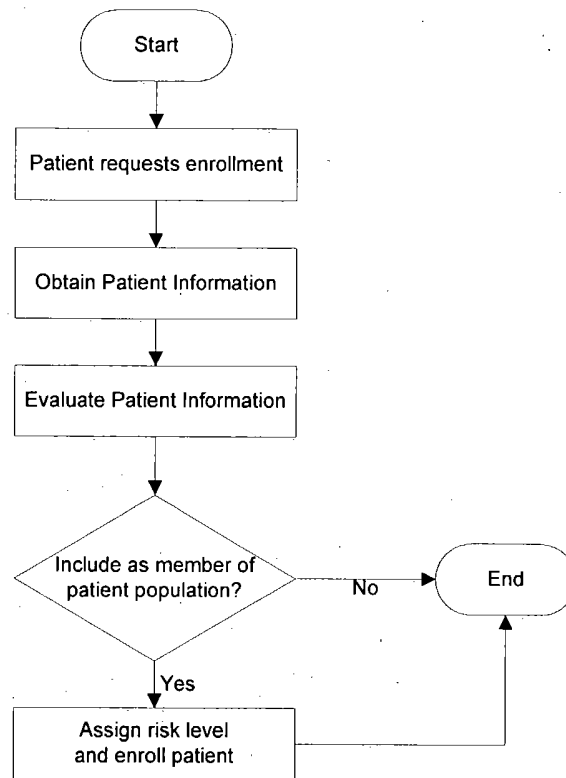 Start
Patient requests enrollment
Obtain Patient Information
Evaluate Patient Information
Include as member of
patient population?
No
End
Yes
Assign risk level
and enroll patient